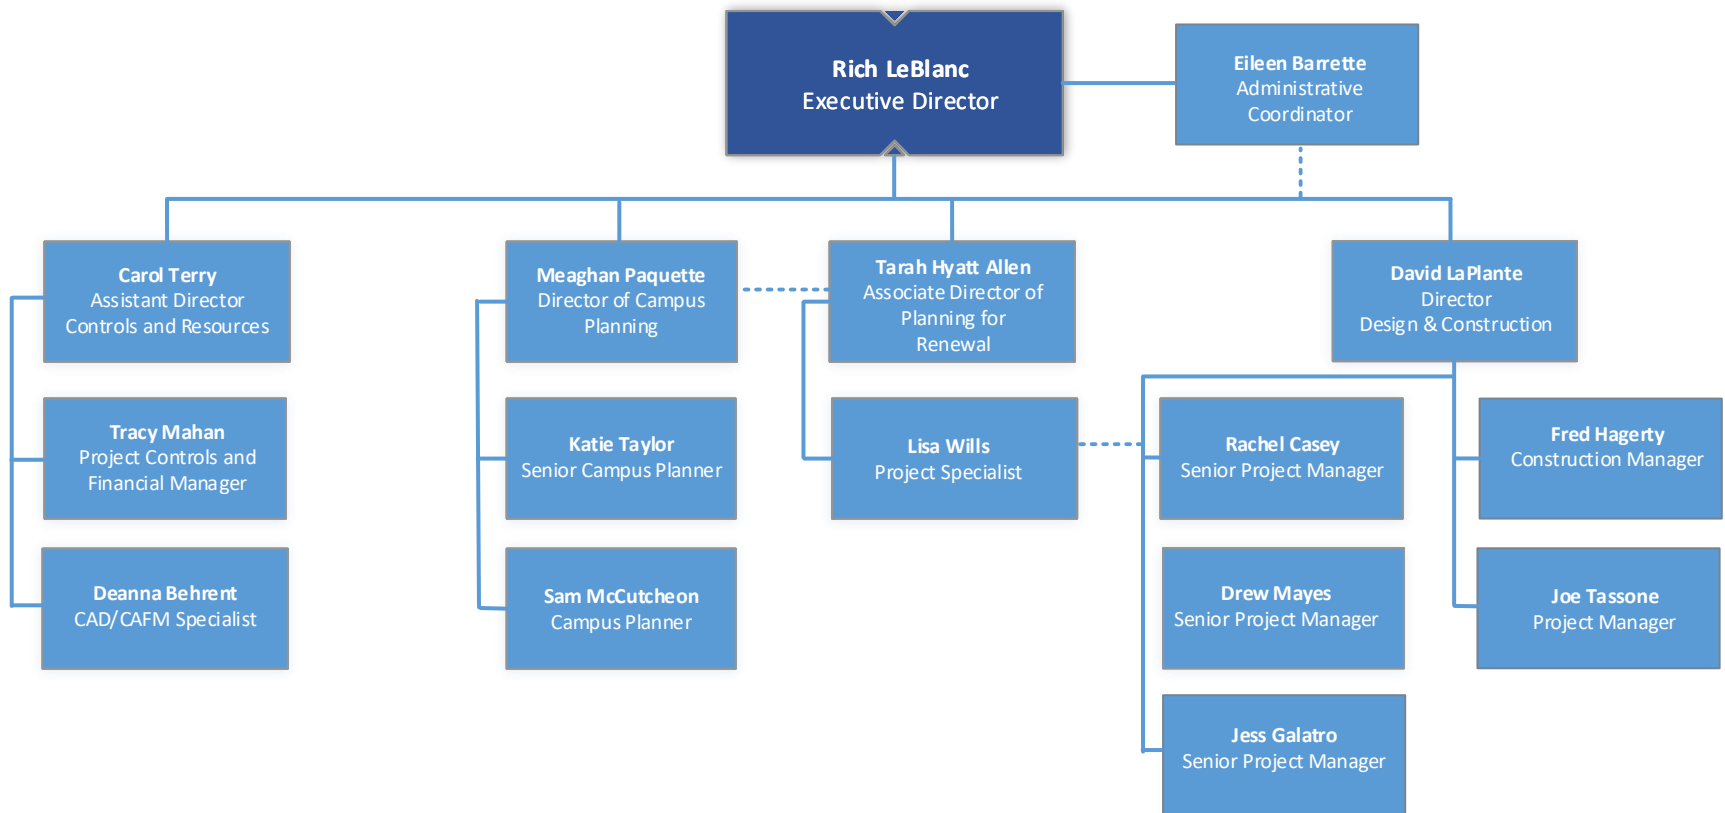 Rich LeBlanc
Executive Director
Eileen Barrette
Administrative
Coordinator
Carol Terry
Assistant Director
Controls and Resources
Meaghan Paquette
Director of Campus
Planning
Tarah Hyatt Allen
Associate Director of
Planning for
Renewal
David LaPlante
Director
Design & Construction
Tracy Mahan
Project Controls and
Financial Manager
Katie Taylor
Senior Campus Planner
Lisa Wills
Project Specialist
Rachel Casey
Senior Project Manager
Fred Hagerty
Construction Manager
Deanna Behrent
CAD/CAFM Specialist
Sam McCutcheon
Campus Planner
Drew Mayes
Senior Project Manager
Joe Tassone
Project Manager
Jess Galatro
Senior Project Manager